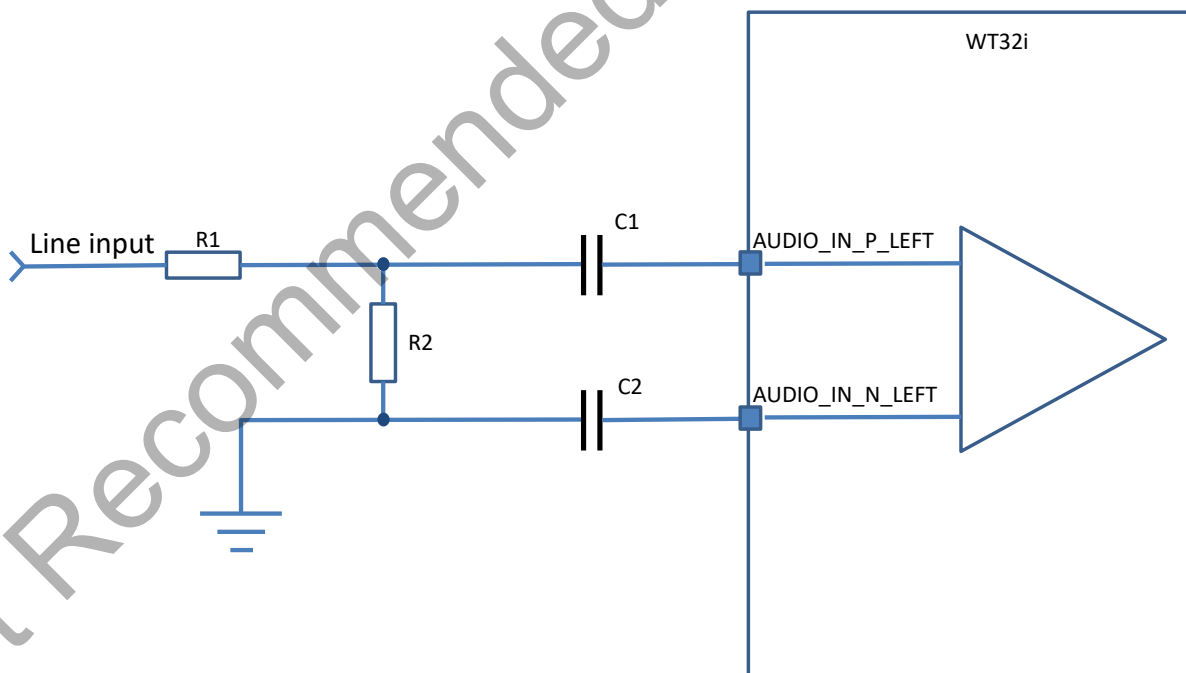 WT32i
Line input
R1
C1
AUDIO_IN_P_LEFT
R2
C2
AUDIO_IN_N_LEFT
Recommended